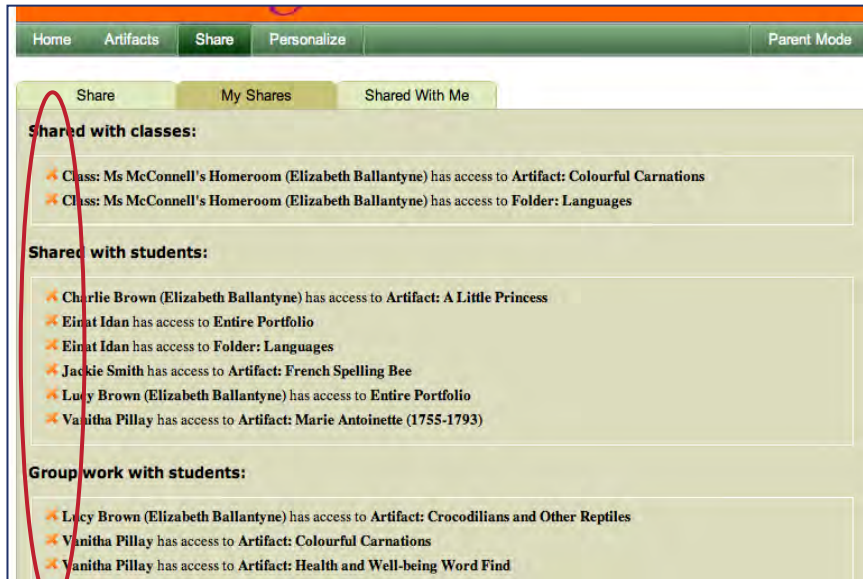 Home Artifacts Share Personalize Parent Mode
Share My Shares Shared With Me
Shared with classes:
Class: Ms McConnell's Homeroom (Elizabeth Ballantyne) has access to Artifact: Colourful Carnations
Class: Ms McConnell's Homeroom (Elizabeth Ballantyne) has access to Folder: Languages
Shared with students:
Charlie Brown (Elizabeth Ballantyne) has access to Artifact: A Little Princess
Einat Idan has access to Entire Portfolio
Einat Idan has access to Folder: Languages
Jackie Smith has access to Artifact: French Spelling Bee
Lucy Brown (Elizabeth Ballantyne) has access to Entire Portfolio
Vanitha Pillay has access to Artifact: Marie Antoinette (1755-1793)
Group work with students:
Lucy Brown (Elizabeth Ballantyne) has access to Artifact: Crocodilians and Other Reptiles
Vanitha Pillay has access to Artifact: Colourful Carnations
Vanitha Pillay has access to Artifact: Health and Well-being Word Find